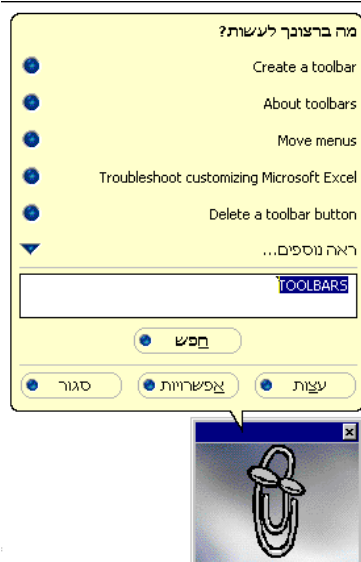 מה ברצונך לעשות?
Create a toolbar
About toolbars
Move menus
Troubleshoot customizing Microsoft Excel
Delete a toolbar button
ראה נוספים...
TOOLBARS
חפש
עצות
אפשרויות
סגור